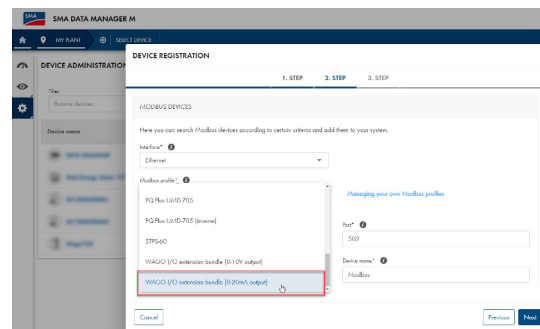 SMA
SMA DATA MANAGER M
MY PLANT
SELECT DEVICE
DEVICE ADMINISTRATION
Filter
Browse devices
Device name
DEVICE REGISTRATION
1. STEP
2. STEP
3. STEP
MODBUS DEVICES
Here you can search Modbus devices according to certain criteria and add them to your system.
Interface*
Ethernet
Modbus profile*
PQ Plus UMD 705
PQ-Plus UMD-705 (inverse)
STPS-60
WAGO I/O extension bundle (0-10V output)
WAGO I/O extension bundle (0-20mA output)
Managing your own Modbus profiles
Port*
502
Device name*
Modbus
Cancel
Previous
Next